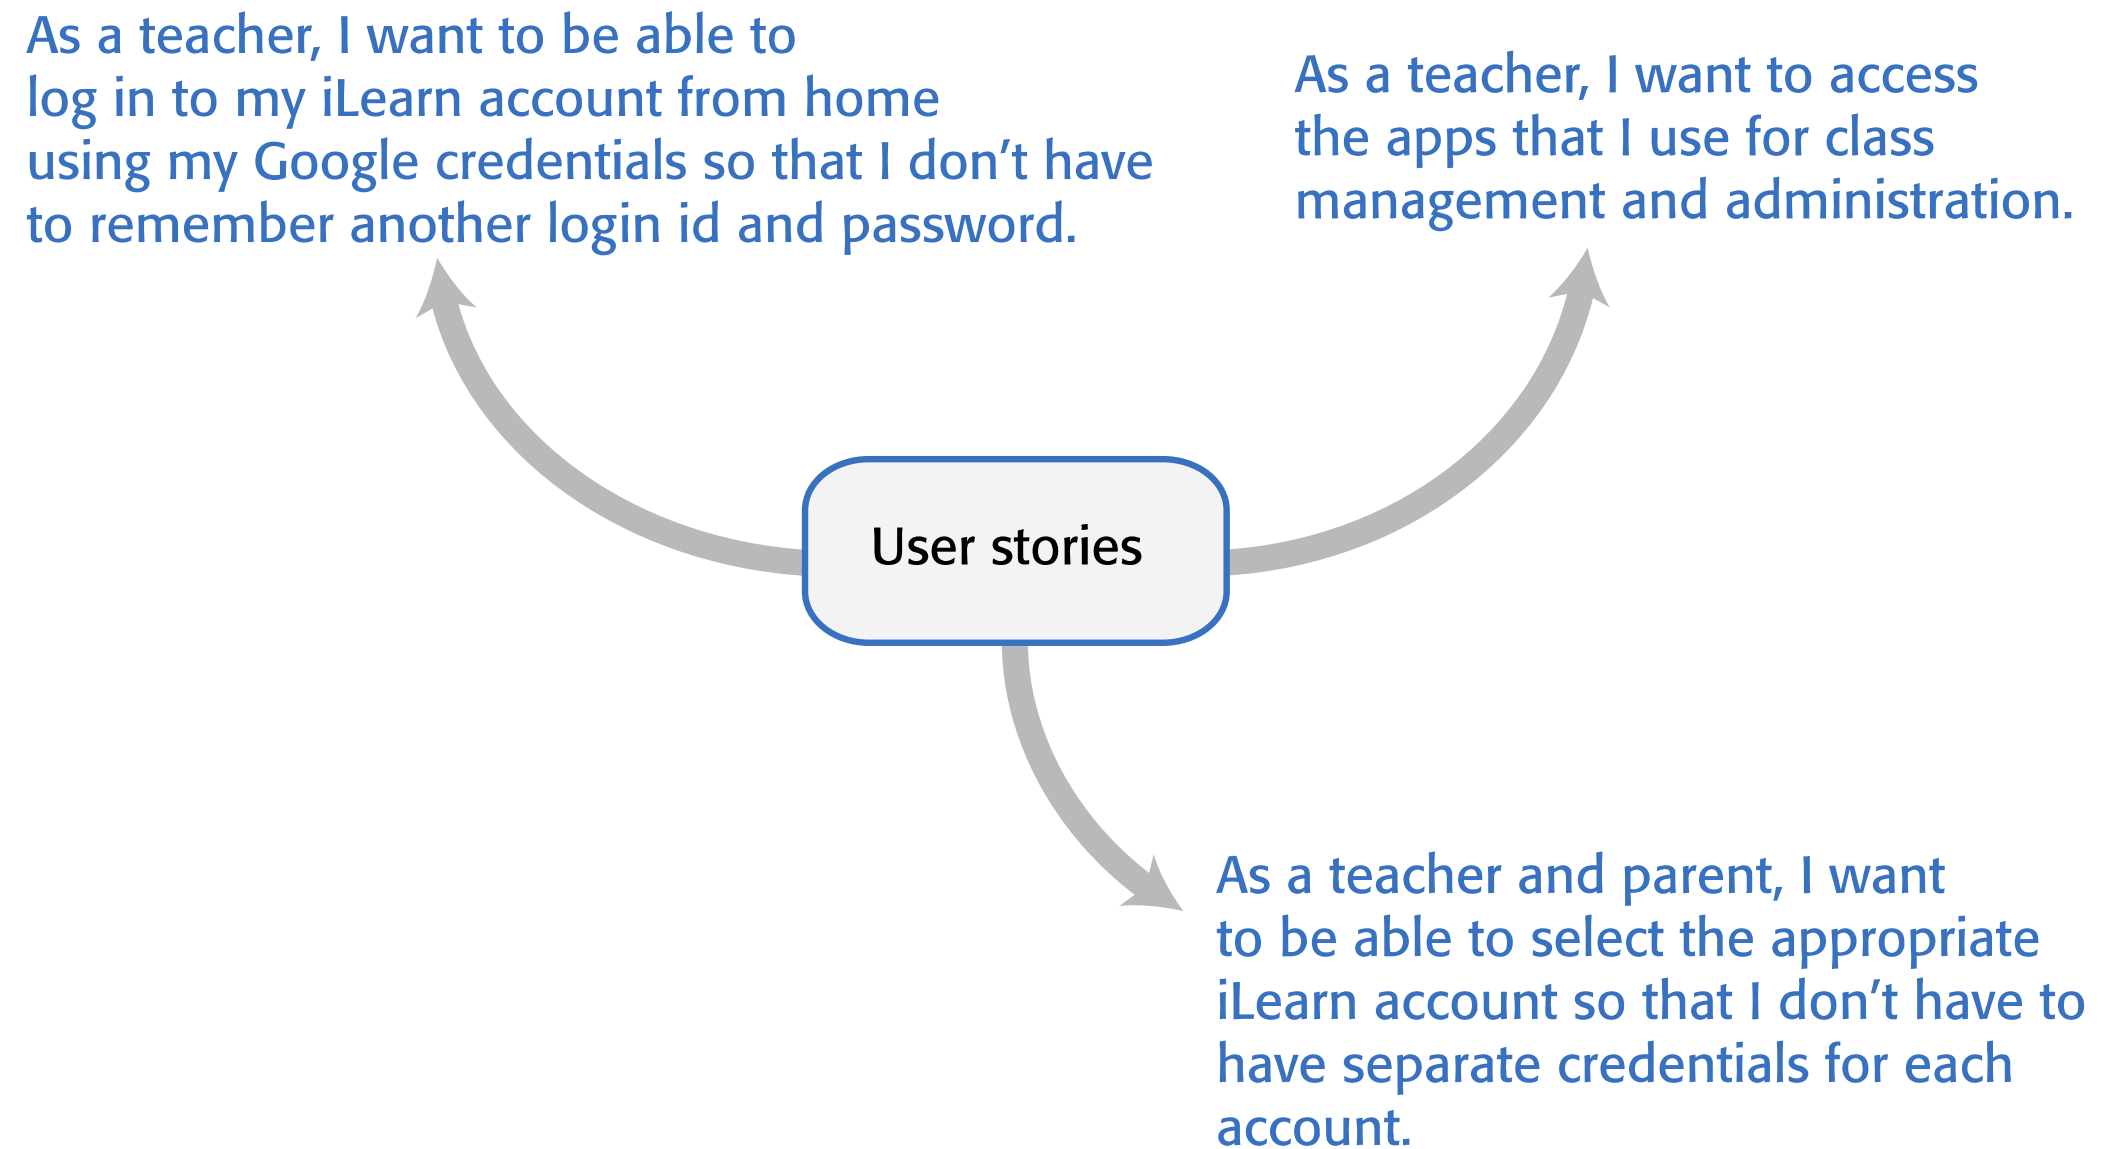 As a teacher, I want to be able to
log in to my iLearn account from home
using my Google credentials so that I don’t have
to remember another login id and password.
As a teacher, I want to access
the apps that I use for class
management and administration.
User stories
As a teacher and parent, I want
to be able to select the appropriate
iLearn account so that I don’t have to
have separate credentials for each
account.